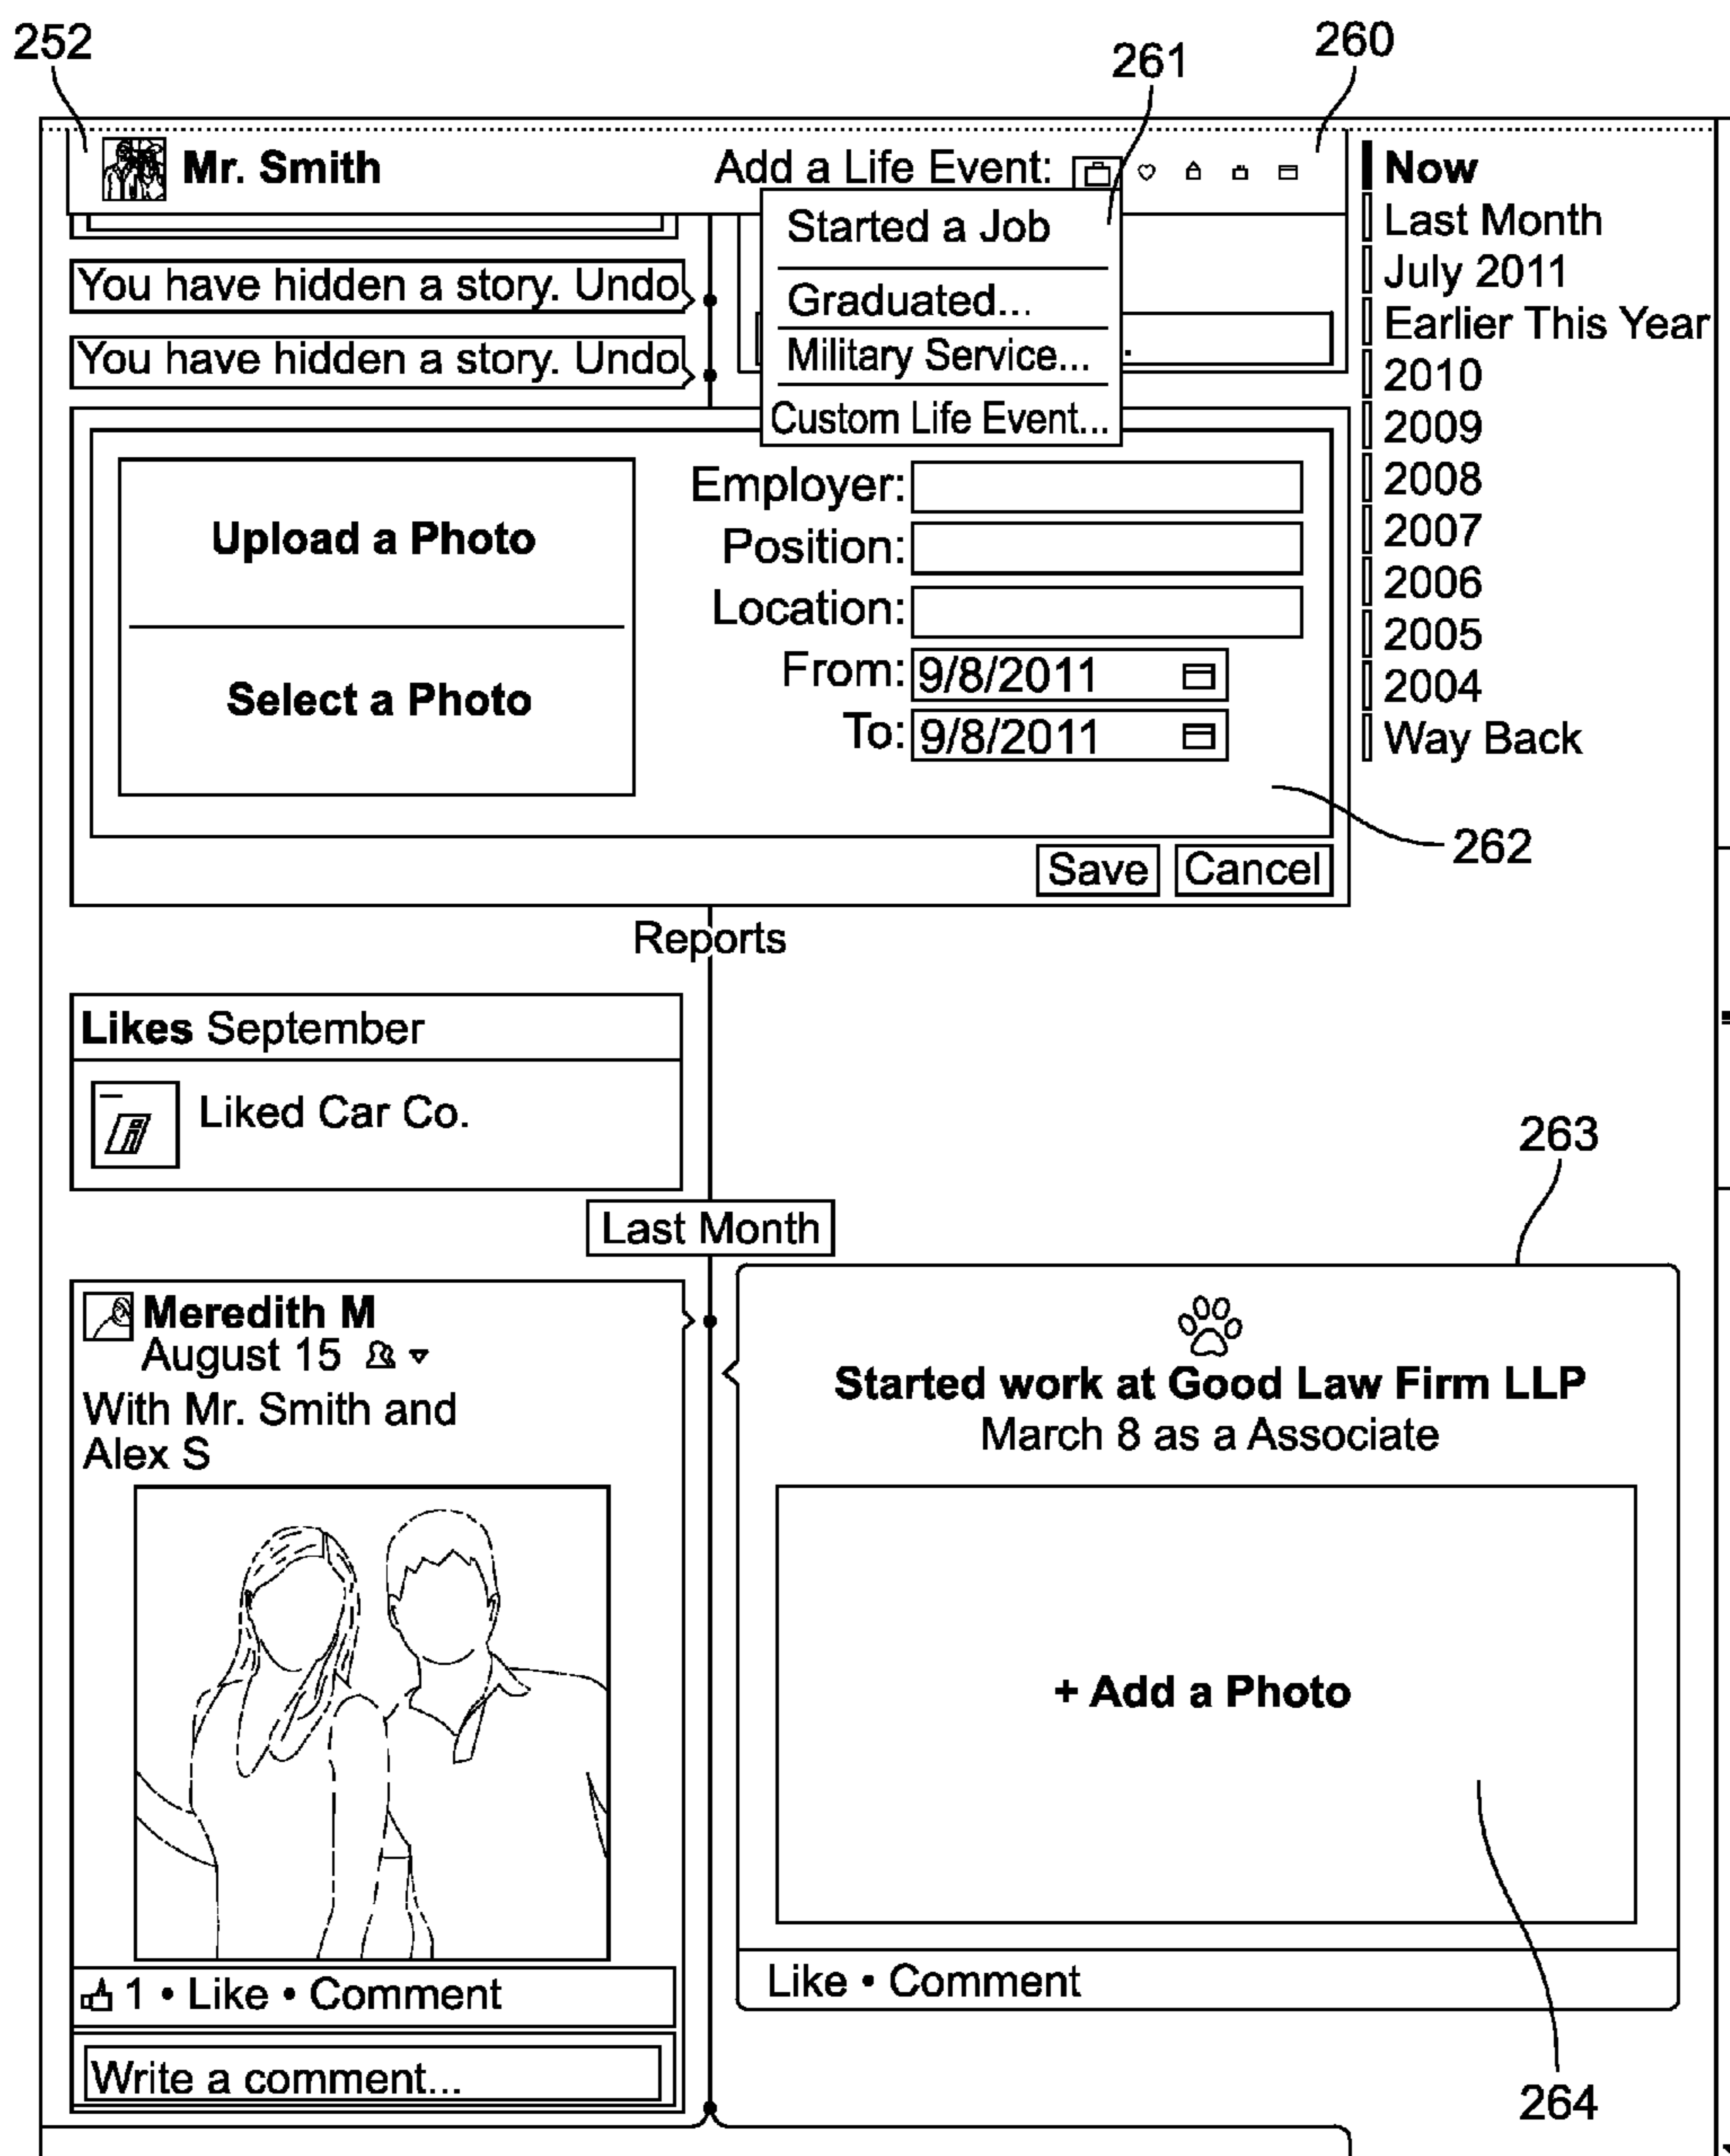 252
261
260
Mr. Smith
Add a Life Event:
Started a Job
Graduated...
Military Service...
Custom Life Event...
Now
Last Month
July 2011
Earlier This Year
2010
2009
2008
2007
2006
2005
2004
Way Back
You have hidden a story. Undo
You have hidden a story. Undo
Upload a Photo
Select a Photo
Employer:
Position:
Location:
From: 9/8/2011
To: 9/8/2011
262
Save Cancel
Reports
Likes September
Liked Car Co.
263
Last Month
Meredith M
August 15
With Mr. Smith and
Alex S
1 • Like • Comment
Write a comment...
Started work at Good Law Firm LLP
March 8 as a Associate
+ Add a Photo
Like • Comment
264